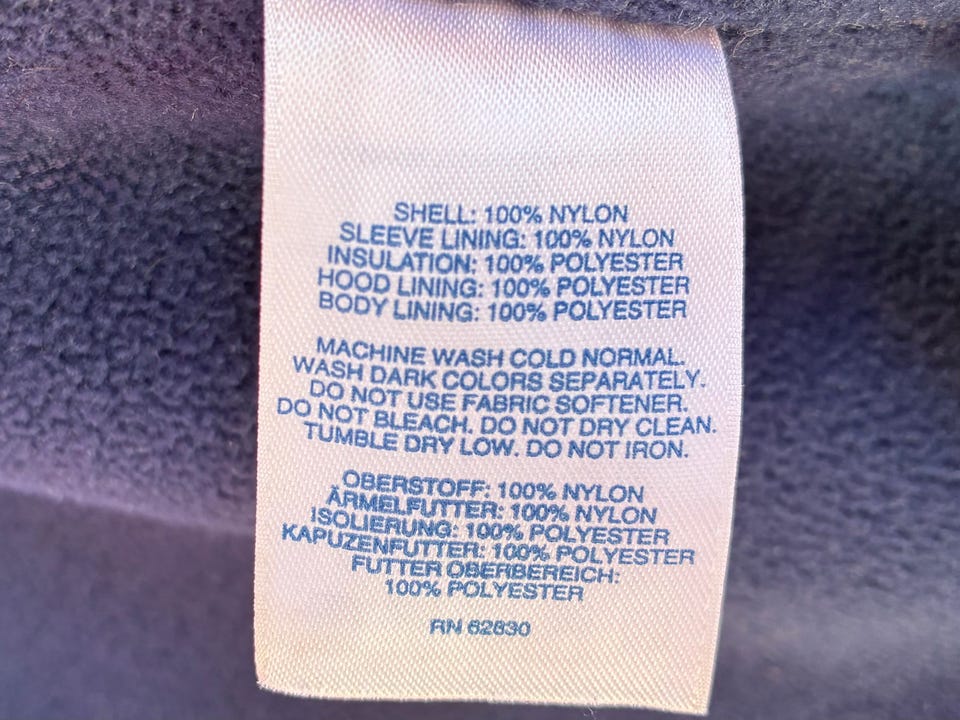 SHELL: 100% NYLON
SLEEVE LINING: 100% NYLON
INSULATION: 100% POLYESTER
HOOD LINING: 100% POLYESTER
BODY LINING: 100% POLYESTER
MACHINE WASH COLD NORMAL.
WASH DARK COLORS SEPARATELY.
DO NOT USE FABRIC SOFTENER.
DO NOT BLEACH. DO NOT DRY CLEAN.
TUMBLE DRY LOW. DO NOT IRON.
OBERSTOFF: 100% NYLON
ÄRMELFUTTER: 100% NYLON
ISOLIERUNG: 100% POLYESTER
KAPUZENFUTTER: 100% POLYESTER
FUTTER OBERBEREICH:
100% POLYESTER
RN 62830